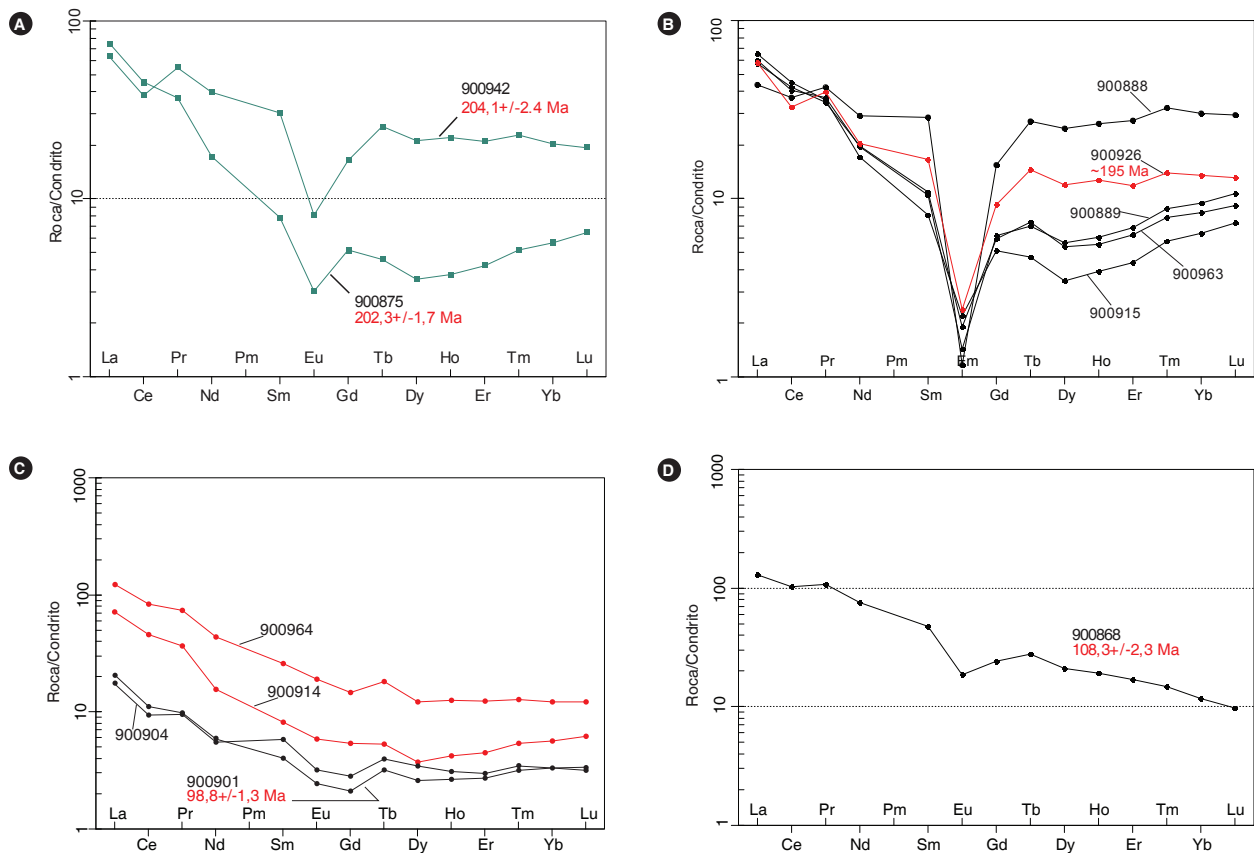 A
100
10
1
Roca/Condrito
900942
204,1+/-2.4 Ma
900875
202,3+/-1,7 Ma
La Pr Pm Eu Tb Ho Tm Lu
Ce Nd Sm Gd Dy Er Yb
B
100
10
1
Roca/Condrito
900888
900926
~195 Ma
900889
900963
900915
La Pr Pm Em Tb Ho Tm Lu
Ce Nd Sm Gd Dy Er Yb
C
1000
100
10
1
Roca/Condrito
900964
900914
900904
900901
98,8+/-1,3 Ma
La Pr Pm Eu Tb Ho Tm Lu
Ce Nd Sm Gd Dy Er Yb
D
1000
100
10
1
Roca/Condrito
900868
108,3+/-2,3 Ma
La Pr Pm Eu Tb Ho Tm Lu
Ce Nd Sm Gd Dy Er Yb